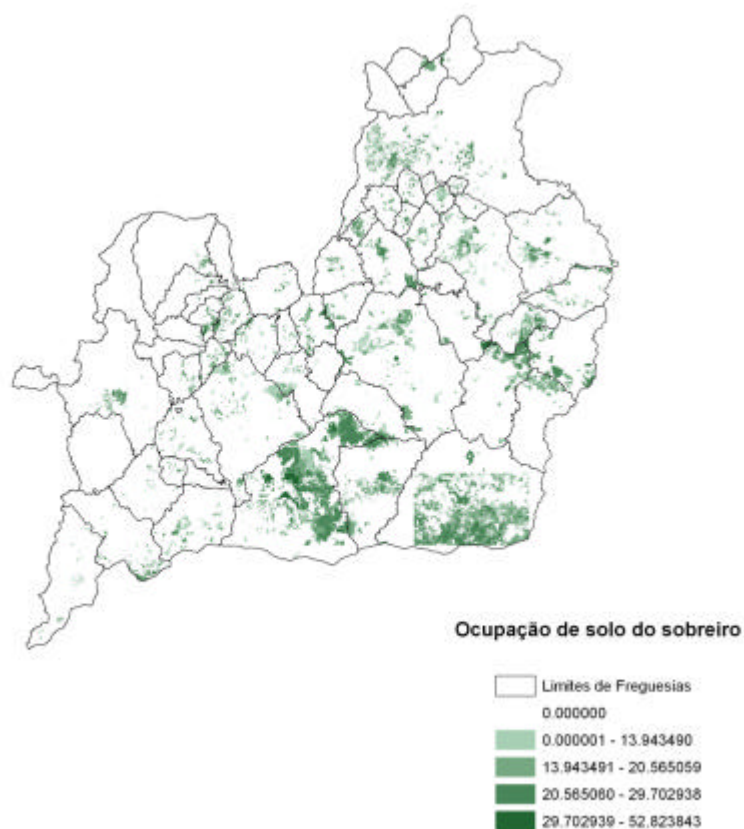 Ocupação de solo do sobreiro
Limites de Freguesias
0.000000
0.000001 - 13.943490
13.943491 - 20.565059
20.565060 - 29.702938
29.702939 - 52.823843